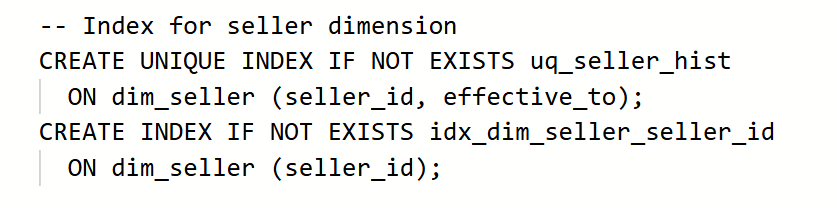 -- Index for seller dimension
CREATE UNIQUE INDEX IF NOT EXISTS uq_seller_hist
ON dim_seller (seller_id, effective_to);
CREATE INDEX IF NOT EXISTS idx_dim_seller_seller_id
ON dim_seller (seller_id);